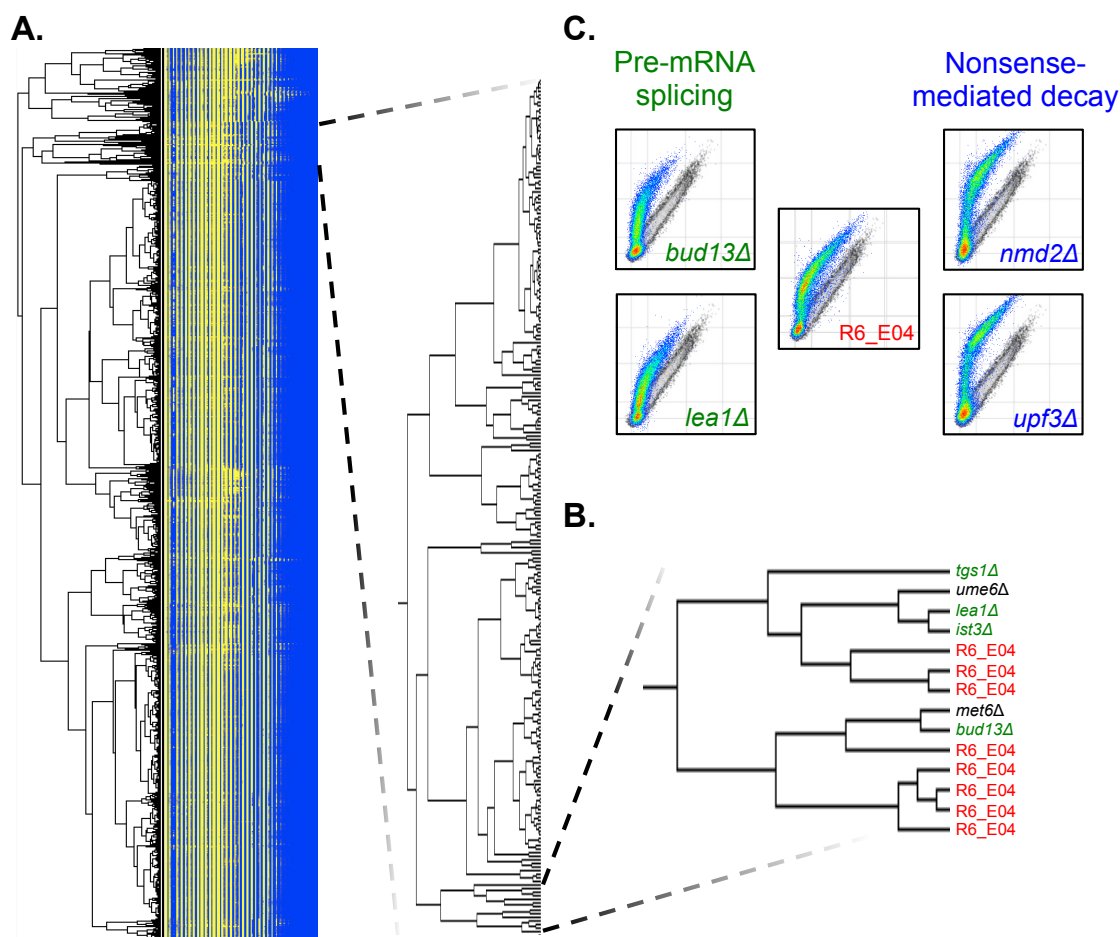 A.
C.
Pre-mRNA
splicing
Nonsense-
mediated decay
bud13Δ
nmd2Δ
R6_E04
lea1Δ
upf3Δ
B.
tgs1Δ
ume6Δ
lea1Δ
ist3Δ
R6_E04
R6_E04
R6_E04
met6Δ
bud13Δ
R6_E04
R6_E04
R6_E04
R6_E04
R6_E04